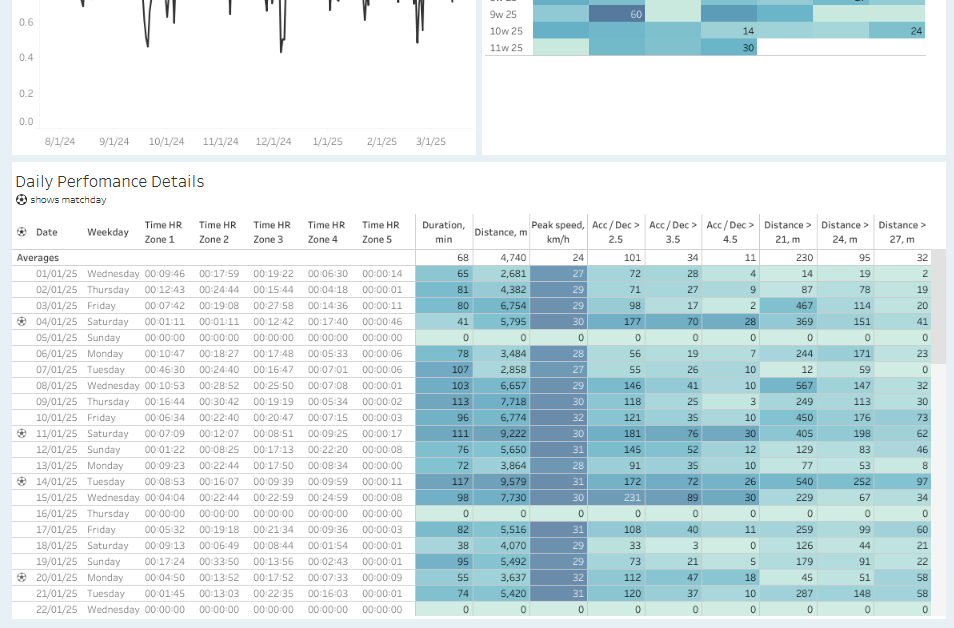 0.6
0.4
0.2
0.0
8/1/24 9/1/24 10/1/24 11/1/24 12/1/24 1/1/25 2/1/25 3/1/25
9w 25 60
10w 25 14 24
11w 25 30
Daily Perfomance Details
shows matchday
Date Weekday Time HR Zone 1 Time HR Zone 2 Time HR Zone 3 Time HR Zone 4 Time HR Zone 5 Duration, min Distance, m Peak speed, km/h Acc / Dec > 2.5 Acc / Dec > 3.5 Acc / Dec > 4.5 Distance > 21, m Distance > 24, m Distance > 27, m
Averages 68 4,740 24 101 34 11 230 95 32
01/01/25 Wednesday 00:09:46 00:17:59 00:19:22 00:06:30 00:00:14 65 2,681 27 72 28 4 14 19 2
02/01/25 Thursday 00:12:43 00:24:44 00:15:44 00:04:18 00:00:01 81 4,382 29 71 27 9 87 78 19
03/01/25 Friday 00:07:42 00:19:08 00:27:58 00:14:36 00:00:11 80 6,754 29 98 17 2 467 114 20
04/01/25 Saturday 00:01:11 00:01:11 00:12:42 00:17:40 00:00:46 41 5,795 30 177 70 28 369 151 41
05/01/25 Sunday 00:00:00 00:00:00 00:00:00 00:00:00 00:00:00 0 0 0 0 0 0 0 0 0
06/01/25 Monday 00:10:47 00:18:27 00:17:48 00:05:33 00:00:06 78 3,484 28 56 19 7 244 171 23
07/01/25 Tuesday 00:46:30 00:24:40 00:16:47 00:07:01 00:00:06 107 2,858 27 55 26 10 12 59 0
08/01/25 Wednesday 00:10:53 00:28:52 00:25:50 00:07:08 00:00:01 103 6,657 29 146 41 10 567 147 32
09/01/25 Thursday 00:16:44 00:30:42 00:19:19 00:05:34 00:00:02 113 7,718 30 118 25 3 249 113 30
10/01/25 Friday 00:06:34 00:22:40 00:20:47 00:07:15 00:00:03 96 6,774 32 121 35 10 450 176 73
11/01/25 Saturday 00:07:09 00:12:07 00:08:51 00:09:25 00:00:17 111 9,222 30 181 76 30 405 198 62
12/01/25 Sunday 00:01:22 00:08:25 00:17:13 00:22:20 00:00:08 76 5,650 31 145 52 12 129 83 46
13/01/25 Monday 00:09:23 00:22:44 00:17:50 00:08:34 00:00:00 72 3,864 28 91 35 10 77 53 8
14/01/25 Tuesday 00:08:53 00:16:07 00:09:39 00:09:59 00:00:11 117 9,579 31 172 72 26 540 252 97
15/01/25 Wednesday 00:04:04 00:22:44 00:22:59 00:24:59 00:00:08 98 7,730 30 231 89 30 229 67 34
16/01/25 Thursday 00:00:00 00:00:00 00:00:00 00:00:00 00:00:00 0 0 0 0 0 0 0 0 0
17/01/25 Friday 00:05:32 00:19:18 00:21:34 00:09:36 00:00:03 82 5,516 31 108 40 11 259 99 60
18/01/25 Saturday 00:09:13 00:06:49 00:08:44 00:01:54 00:00:01 38 4,070 29 33 3 0 126 44 21
19/01/25 Sunday 00:17:24 00:33:50 00:13:56 00:02:43 00:00:01 95 5,492 29 73 21 5 179 91 22
20/01/25 Monday 00:04:50 00:13:52 00:17:52 00:07:33 00:00:09 55 3,637 32 112 47 18 45 51 58
21/01/25 Tuesday 00:01:45 00:13:03 00:22:35 00:16:03 00:00:01 74 5,420 31 120 37 10 287 148 58
22/01/25 Wednesday 00:00:00 00:00:00 00:00:00 00:00:00 00:00:00 0 0 0 0 0 0 0 0 0